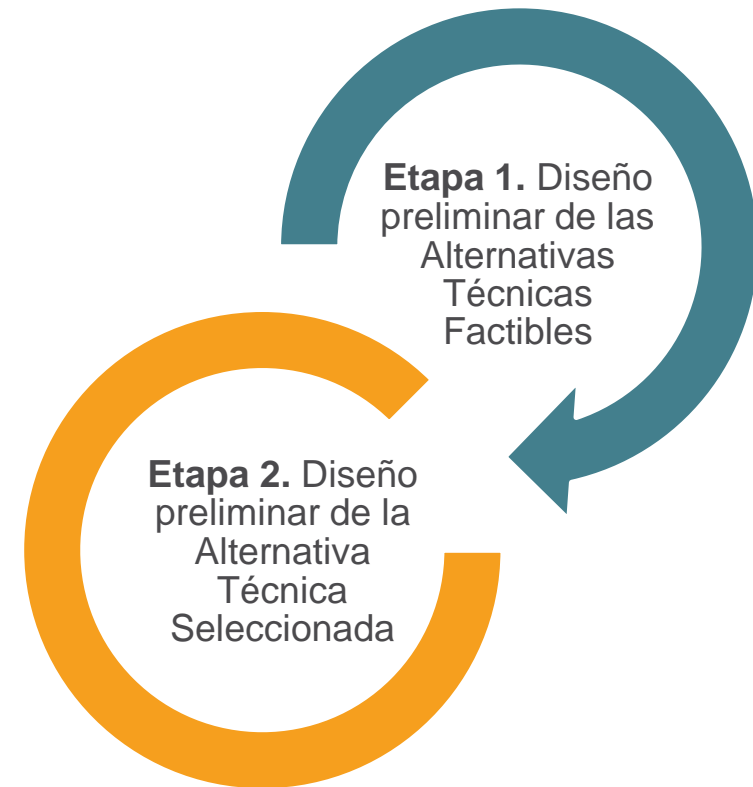 Etapa 1. Diseño
preliminar de las
Alternativas
Técnicas
Factibles
Etapa 2. Diseño
preliminar de la
Alternativa
Técnica
Seleccionada